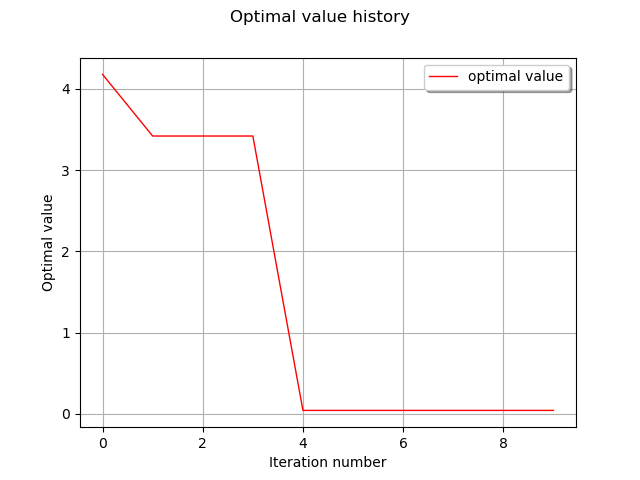 Optimal value history
optimal value
4
3
2
1
0
Optimal value
0 2 4 6 8
Iteration number